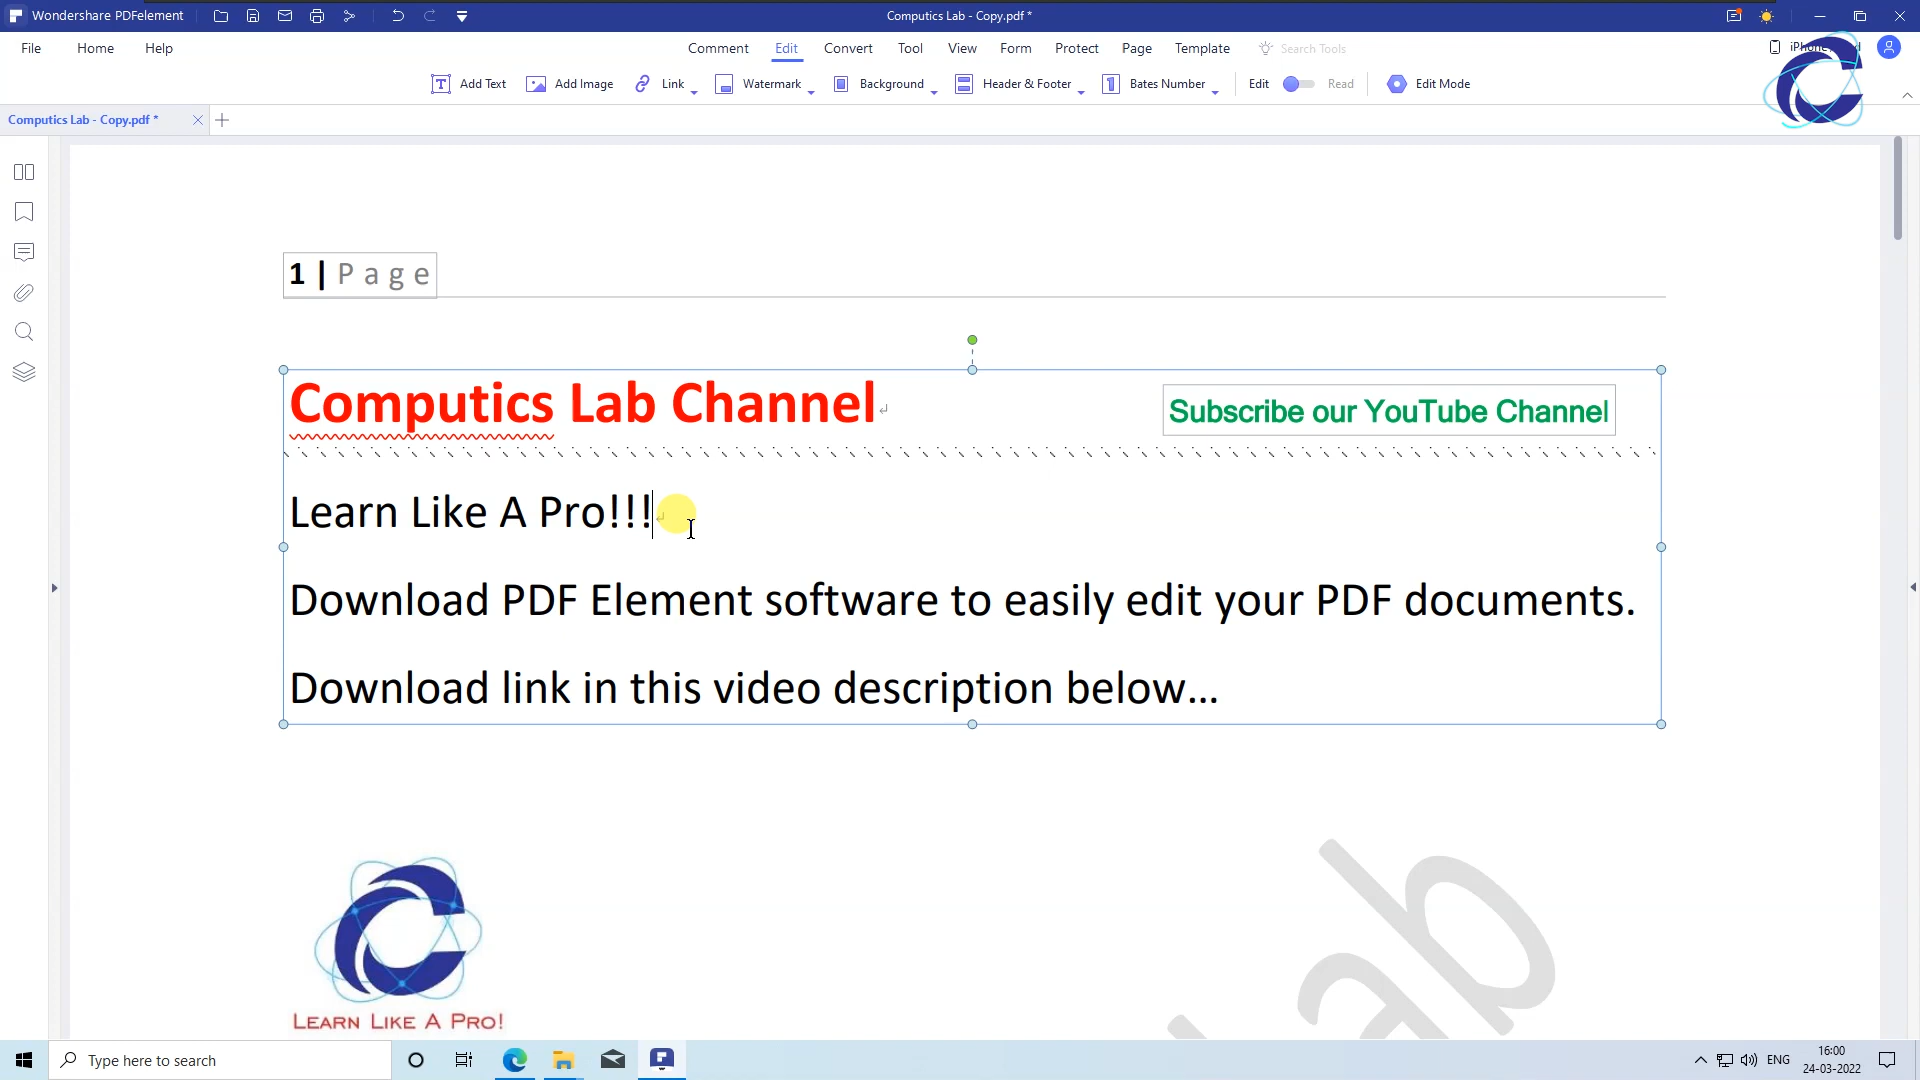 Wondershare PDFelement
Computics Lab - Copy.pdf *
File Home Help Comment Edit Convert Tool View Form Protect Page Template Search Tools
Add Text Add Image Link Watermark Background Header & Footer Bates Number Edit Read Edit Mode
Computics Lab - Copy.pdf *
1 | P a g e
Computics Lab Channel
Subscribe our YouTube Channel
Learn Like A Pro!!!
Download PDF Element software to easily edit your PDF documents.
Download link in this video description below...
LEARN LIKE A PRO!
Type here to search
ENG
16:00
24-03-2022